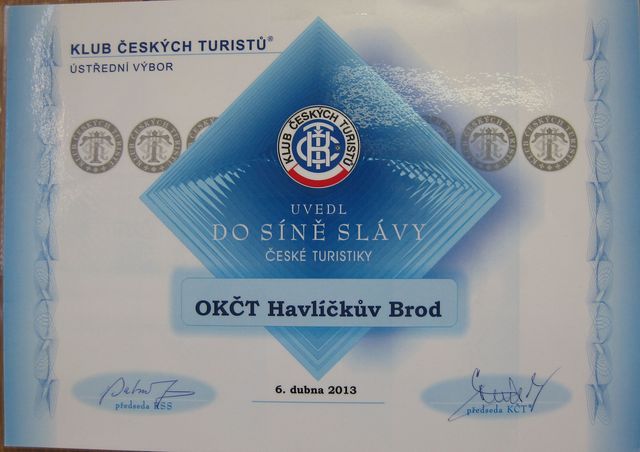 KLUB ČESKÝCH TURISTŮ®
ÚSTŘEDNÍ VÝBOR
KLUB ČESKÝCH TURISTŮ
UVEDL
DO SÍNĚ SLÁVY
ČESKÉ TURISTIKY
OKČT Havlíčkův Brod
6. dubna 2013
předseda RSS
předseda KČT